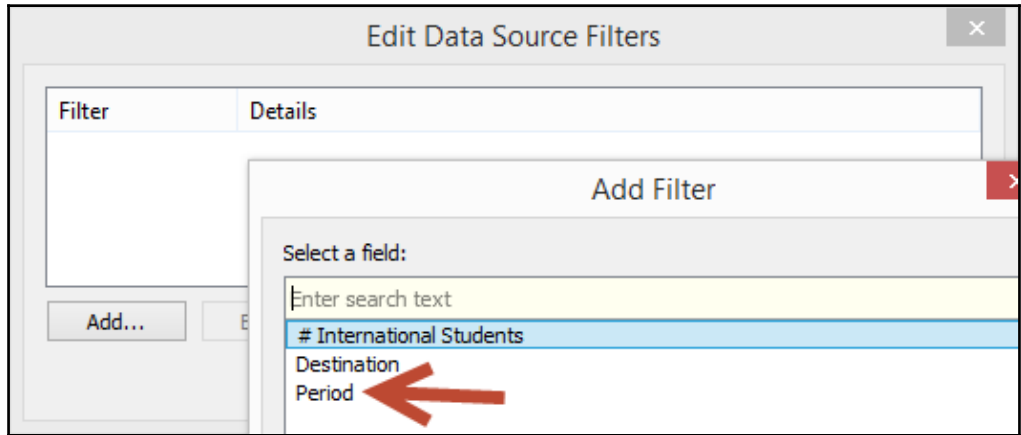 Edit Data Source Filters
Filter Details
Add Filter
Select a field:
Enter search text
Add...
# International Students
Destination
Period